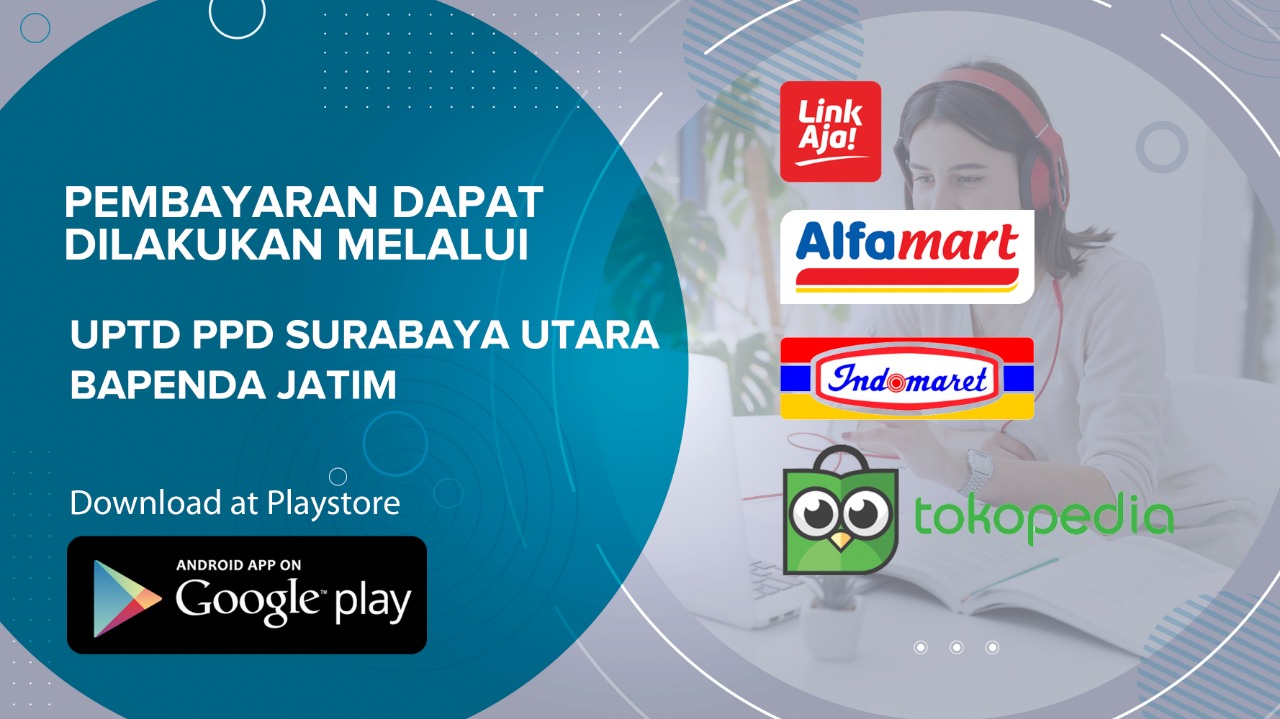 PEMBAYARAN DAPAT
DILAKUKAN MELALUI
UPTD PPD SURABAYA UTARA
BAPENDA JATIM
Download at Playstore
ANDROID APP ON
Google™ play
Link
Aja!
Alfamart
Indomaret
tokopedia